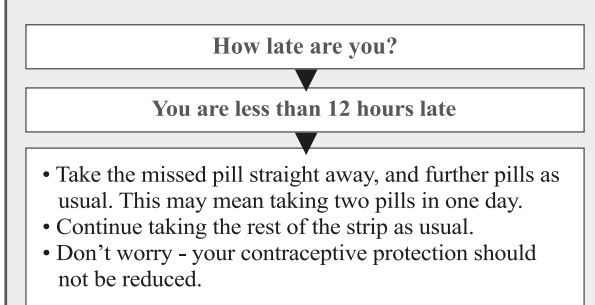 How late are you?
You are less than 12 hours late
• Take the missed pill straight away, and further pills as
usual. This may mean taking two pills in one day.
• Continue taking the rest of the strip as usual.
• Don’t worry - your contraceptive protection should
not be reduced.